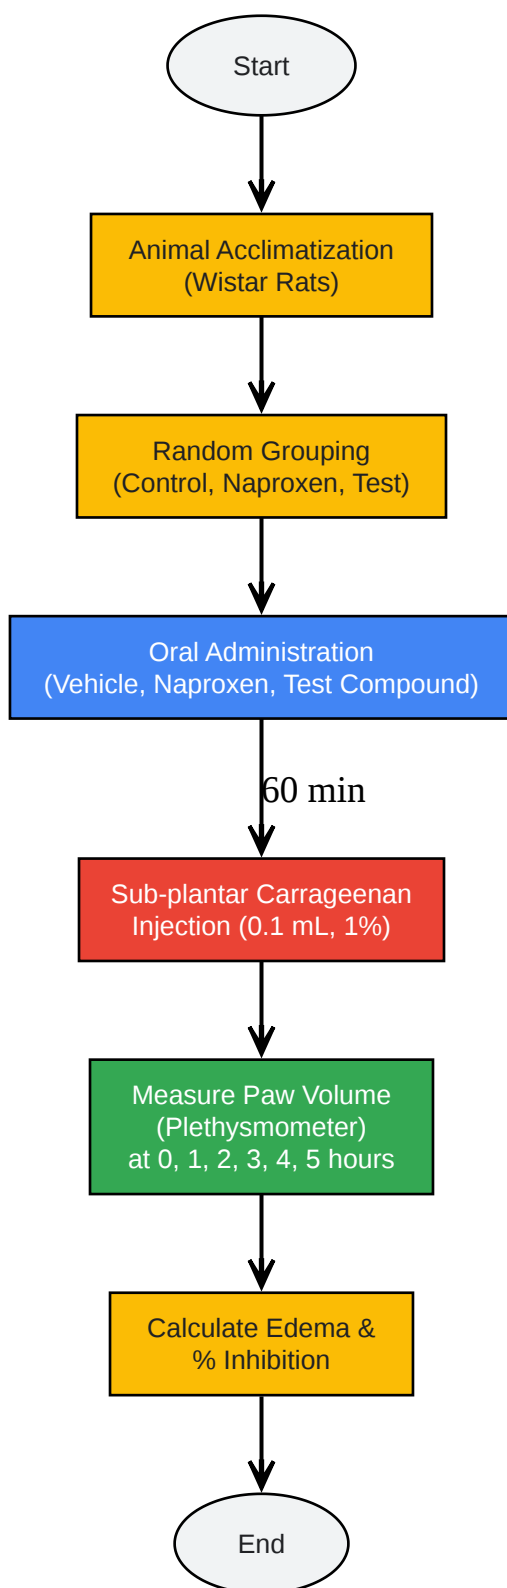 Start
Animal Acclimatization
(Wistar Rats)
Random Grouping
(Control, Naproxen, Test)
Oral Administration
(Vehicle, Naproxen, Test Compound)
60 min
Sub-plantar Carrageenan
Injection (0.1 mL, 1%)
Measure Paw Volume
(Plethysmometer)
at 0, 1, 2, 3, 4, 5 hours
Calculate Edema &
% Inhibition
End